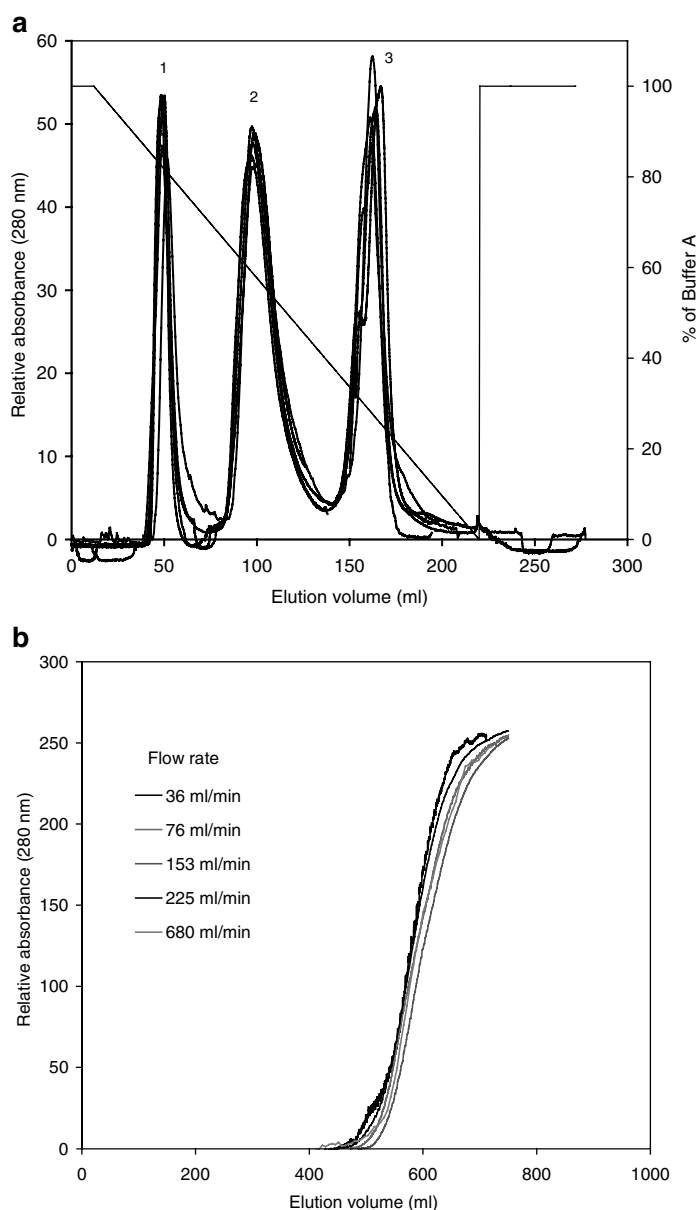 a
60
50
40
30
20
10
0
Relative absorbance (280 nm)
1
2
3
100
80
60
40
20
0
% of Buffer A
0 50 100 150 200 250 300
Elution volume (ml)
b
300
250
200
150
100
50
0
Relative absorbance (280 nm)
Flow rate
36 ml/min
76 ml/min
153 ml/min
225 ml/min
680 ml/min
0 200 400 600 800 1000
Elution volume (ml)